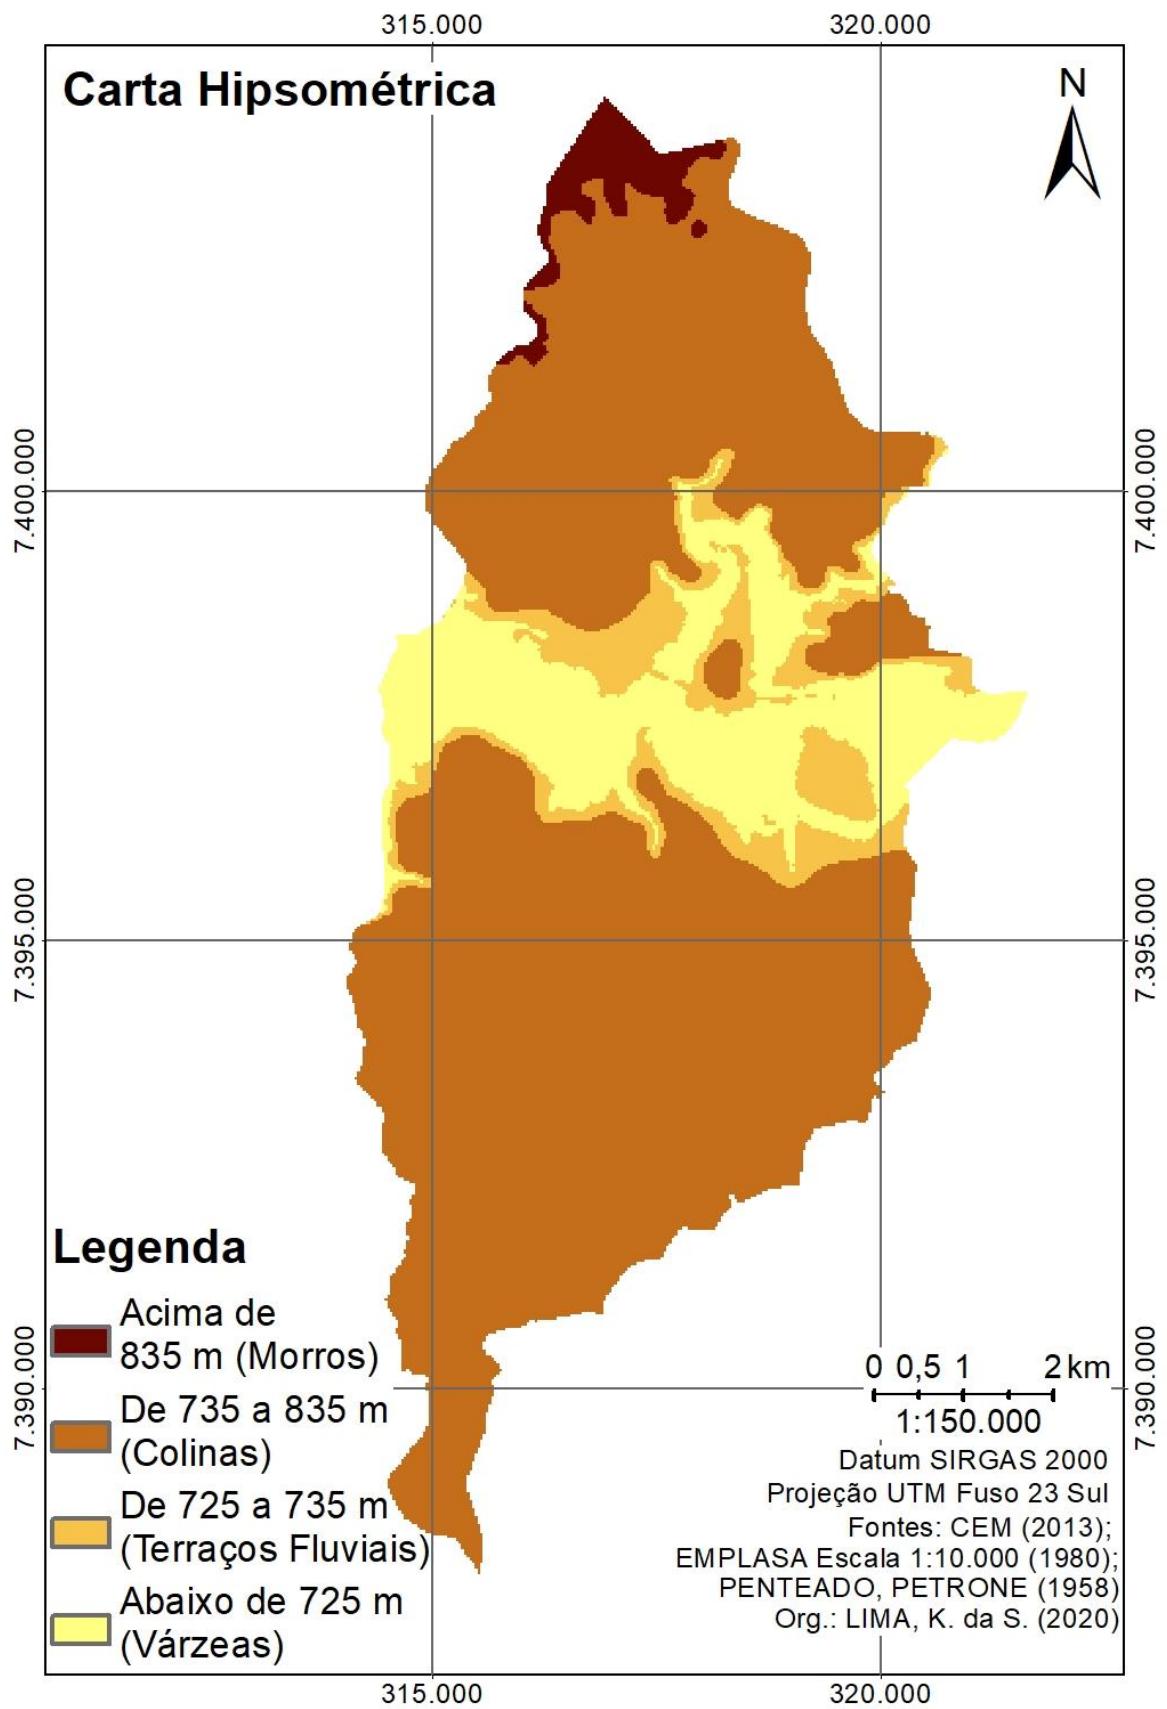 315.000
320.000
Carta Hipsométrica
N
7.400.000
7.400.000
7.395.000
7.395.000
Legenda
Acima de
835 m (Morros)
De 735 a 835 m
(Colinas)
De 725 a 735 m
(Terraços Fluviais)
Abaixo de 725 m
(Várzeas)
7.390.000
7.390.000
0 0,5 1 2 km
1:150.000
Datum SIRGAS 2000
Projeção UTM Fuso 23 Sul
Fontes: CEM (2013);
EMPLASA Escala 1:10.000 (1980);
PENTEADO, PETRONE (1958)
Org.: LIMA, K. da S. (2020)
315.000
320.000